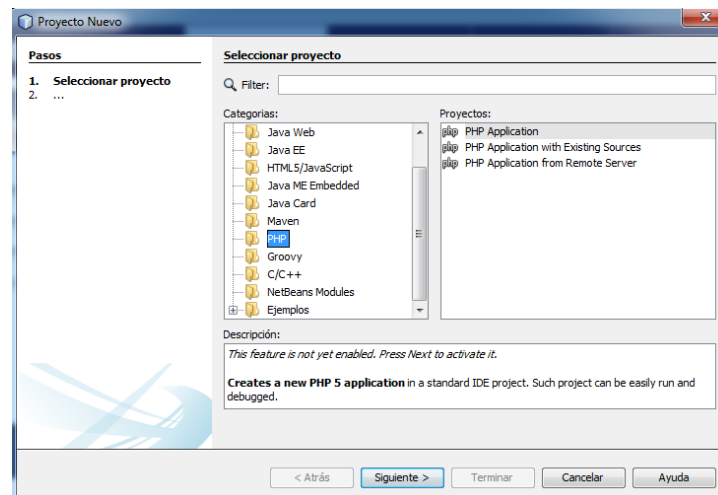 Proyecto Nuevo
Pasos
1. Seleccionar proyecto
2. ...
Seleccionar proyecto
Filter:
Categorías:
Java Web
Java EE
HTML5/JavaScript
Java ME Embedded
Java Card
Maven
PHP
Groovy
C/C++
NetBeans Modules
Ejemplos
Proyectos:
php PHP Application
php PHP Application with Existing Sources
php PHP Application from Remote Server
Descripción:
This feature is not yet enabled. Press Next to activate it.
Creates a new PHP 5 application in a standard IDE project. Such project can be easily run and
debugged.
< Atrás Siguiente > Terminar Cancelar Ayuda